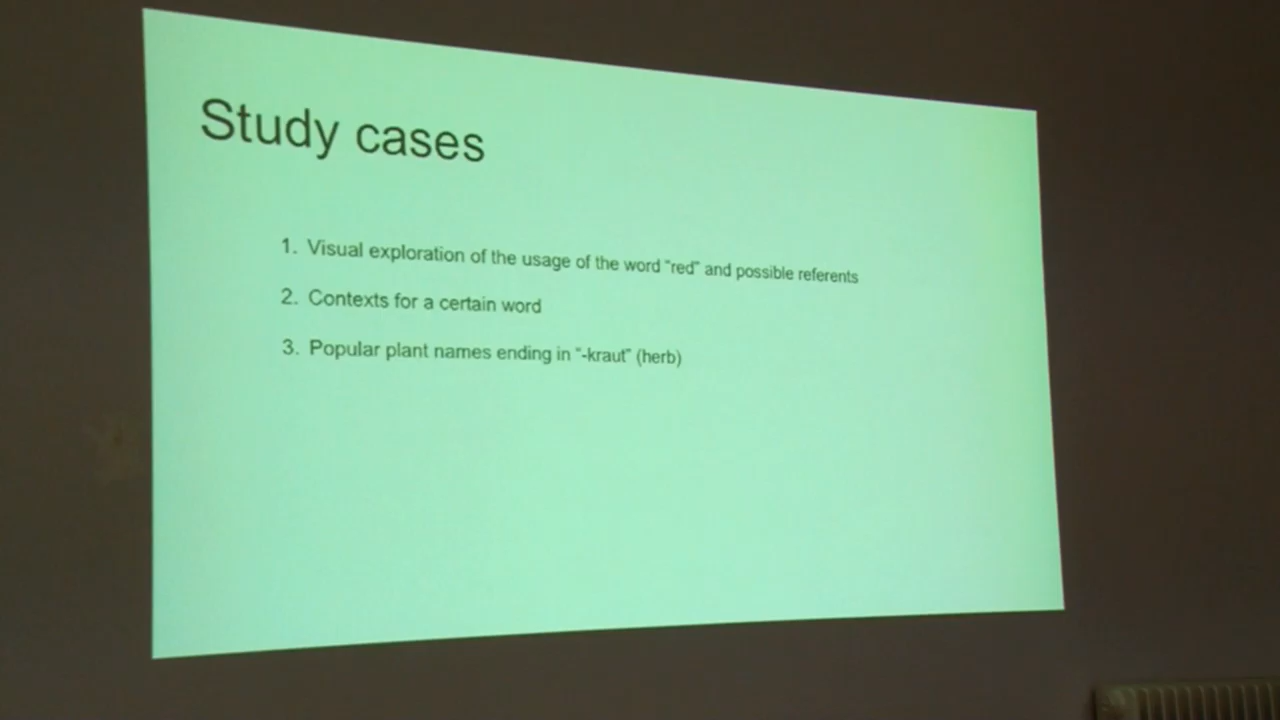 Study cases
1. Visual exploration of the usage of the word “red” and possible referents
2. Contexts for a certain word
3. Popular plant names ending in “-kraut” (herb)